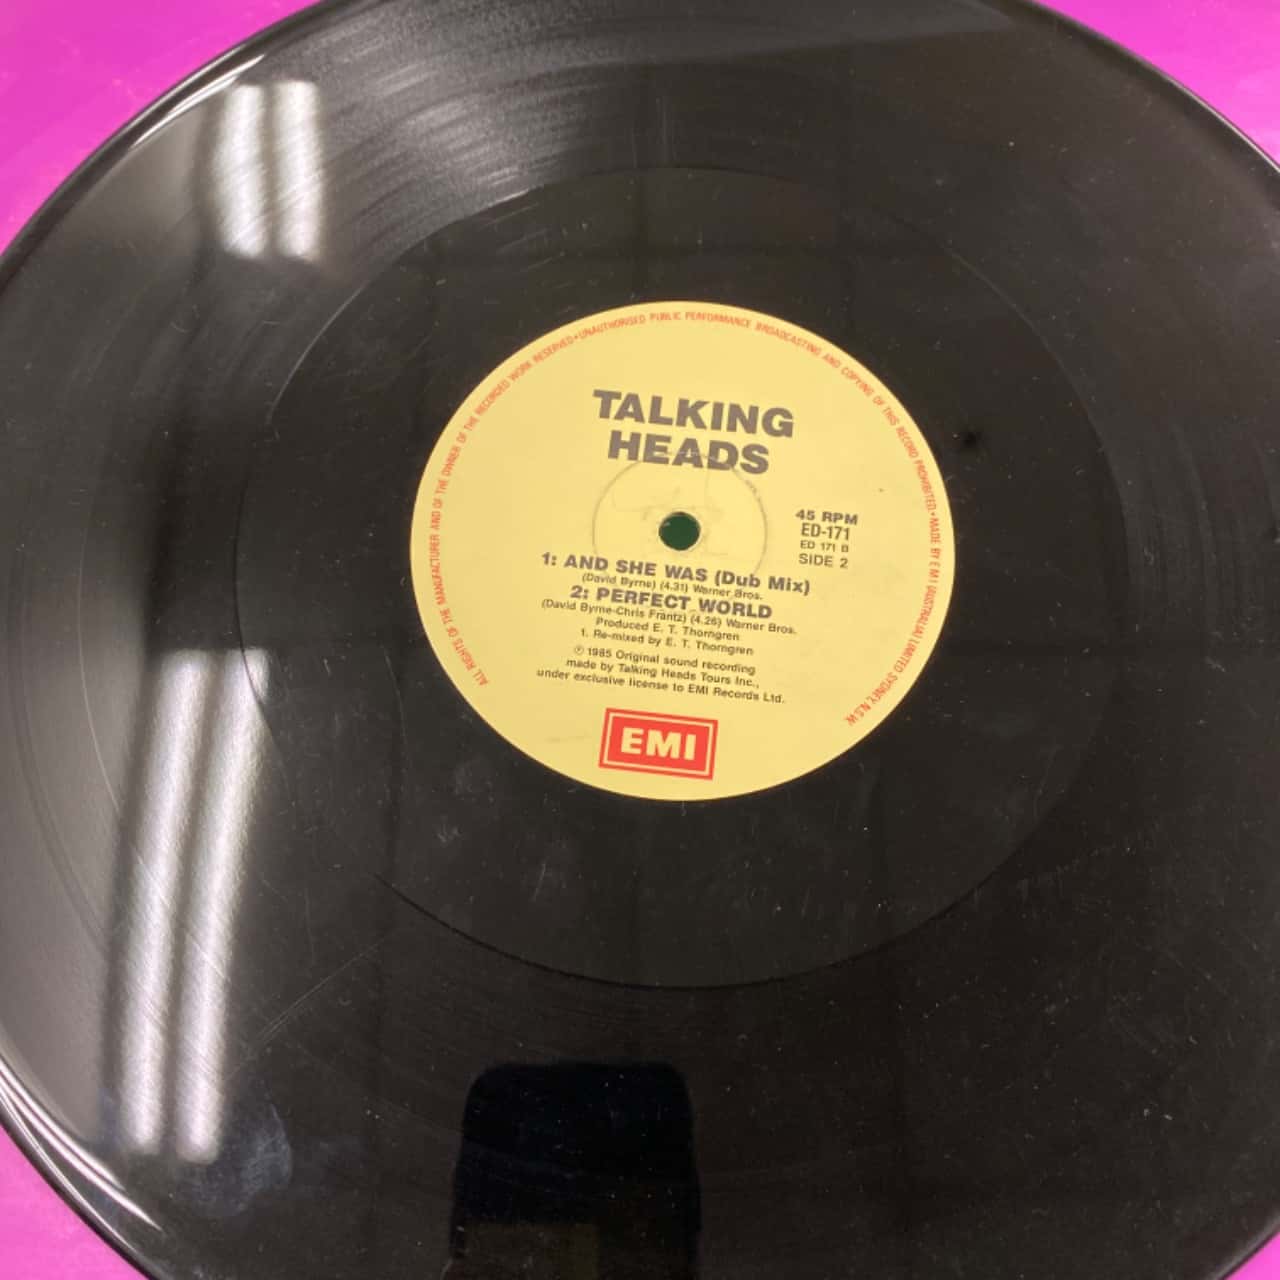 ALL RIGHTS OF THE MANUFACTURER AND OF THE OWNER OF THE RECORDED WORK RESERVED • UNAUTHORISED PUBLIC PERFORMANCE BROADCASTING AND COPYING OF THIS RECORD PROHIBITED • MADE BY E M I (AUSTRALIA) LIMITED SYDNEY, N.S.W.
TALKING
HEADS
45 RPM
ED-171
ED 171 B
SIDE 2
1: AND SHE WAS (Dub Mix)
(David Byrne) (4.31) Warner Bros.
2: PERFECT WORLD
(David Byrne-Chris Frantz) (4.26) Warner Bros.
Produced E. T. Thorngren
1. Re-mixed by E. T. Thorngren
℗ 1985 Original sound recording
made by Talking Heads Tours Inc.,
under exclusive license to EMI Records Ltd.
EMI